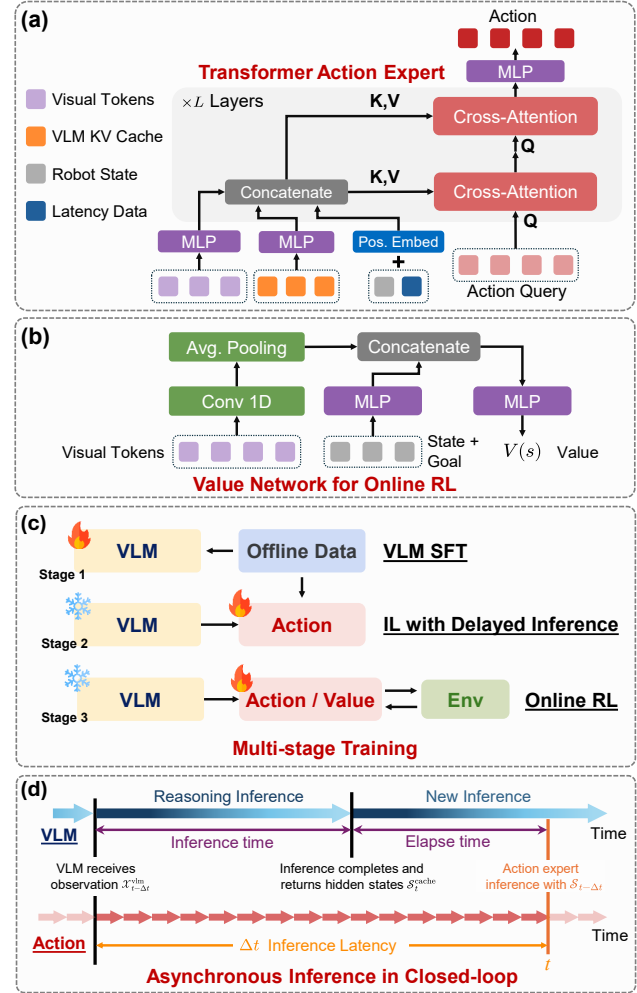 (a)
Action
MLP
Transformer Action Expert
×L Layers
K,V
Cross-Attention
Visual Tokens
VLM KV Cache
Robot State
Latency Data
Q
K,V
Concatenate
Cross-Attention
Q
MLP
MLP
Pos. Embed
+
Action Query
(b)
Avg. Pooling
Concatenate
Conv 1D
MLP
MLP
Visual Tokens
State +
Goal
V(s) Value
Value Network for Online RL
(c)
VLM
Offline Data
VLM SFT
Stage 1
VLM
Action
IL with Delayed Inference
Stage 2
VLM
Action / Value
Env
Online RL
Stage 3
Multi-stage Training
(d)
Reasoning Inference
New Inference
VLM
Inference time
Elapse time
Time
VLM receives
observation 𝒳_{t−Δt}^{vlm}
Inference completes and
returns hidden states 𝒮_t^{cache}
Action expert
inference with 𝒮_{t−Δt}
Action
Time
Δt Inference Latency
t
Asynchronous Inference in Closed-loop